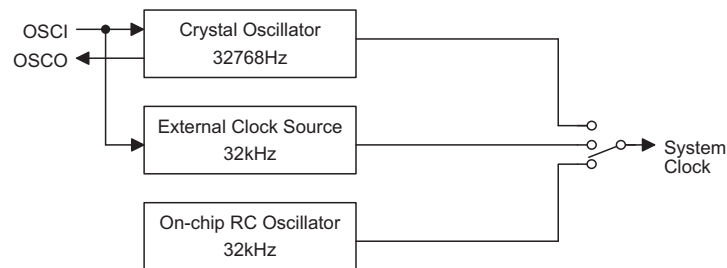 OSCI
OSCO
Crystal Oscillator
32768Hz
External Clock Source
32kHz
On-chip RC Oscillator
32kHz
System
Clock